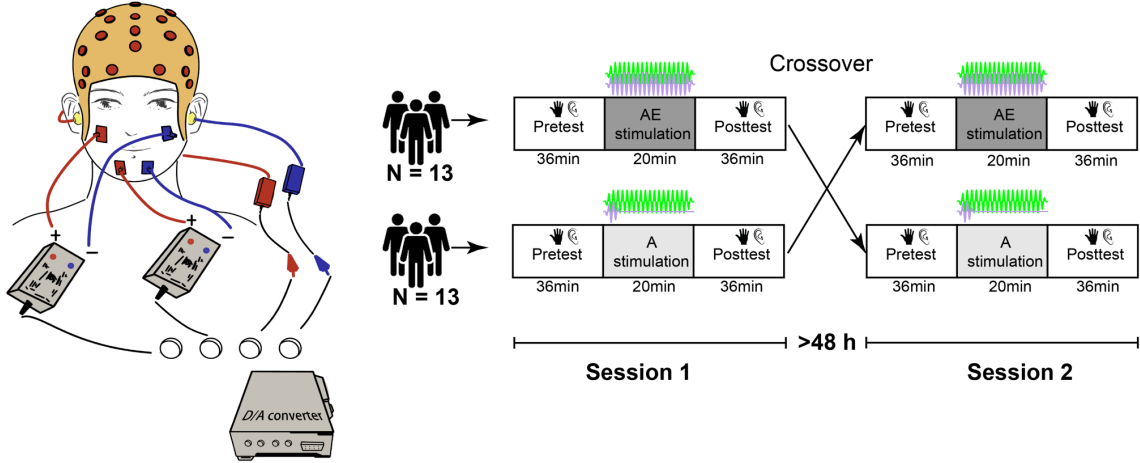 +
−
+
−
D/A converter
Crossover
N = 13
Pretest
AE
stimulation
Posttest
36min
20min
36min
Pretest
AE
stimulation
Posttest
36min
20min
36min
N = 13
Pretest
A
stimulation
Posttest
36min
20min
36min
Pretest
A
stimulation
Posttest
36min
20min
36min
>48 h
Session 1
Session 2